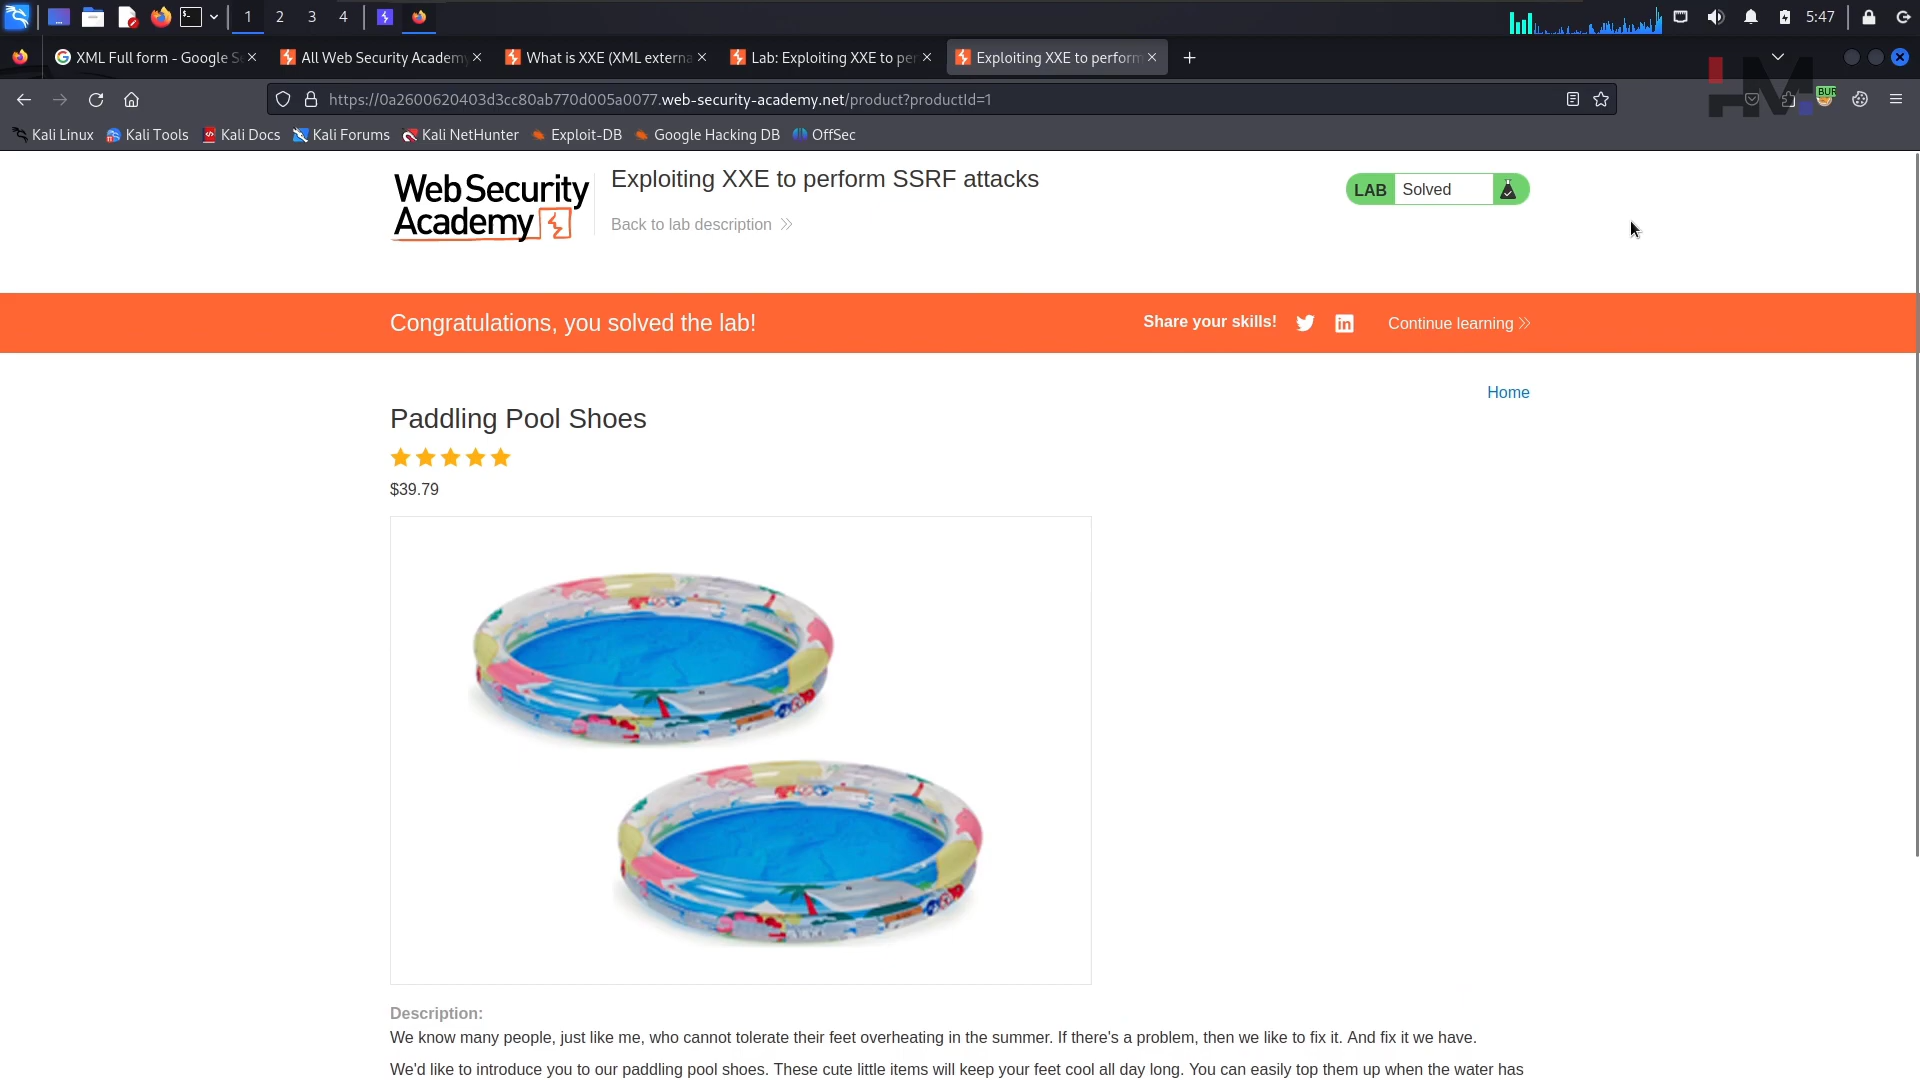 1 2 3 4
5:47
XML Full form - Google S
All Web Security Academy
What is XXE (XML externa
Lab: Exploiting XXE to per
Exploiting XXE to perform
https://0a2600620403d3cc80ab770d005a0077.web-security-academy.net/product?productId=1
BUR
HM
Kali Linux
Kali Tools
Kali Docs
Kali Forums
Kali NetHunter
Exploit-DB
Google Hacking DB
OffSec
WebSecurity
Academy
Exploiting XXE to perform SSRF attacks
Back to lab description
LAB Solved
Congratulations, you solved the lab!
Share your skills!
Continue learning
Home
Paddling Pool Shoes
$39.79
Description:
We know many people, just like me, who cannot tolerate their feet overheating in the summer. If there's a problem, then we like to fix it. And fix it we have.
We'd like to introduce you to our paddling pool shoes. These cute little items will keep your feet cool all day long. You can easily top them up when the water has